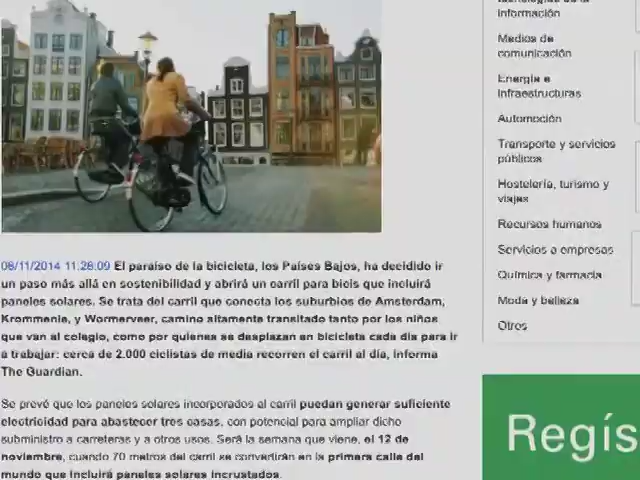 información
Medios de
comunicación
Energía e
infraestructuras
Automoción
Transporte y servicios
públicos
Hostelería, turismo y
viajes
Recursos humanos
Servicios a empresas
Química y farmacia
Moda y belleza
Otros
06/11/2014 11:28:09 El paraíso de la bicicleta, los Países Bajos, ha decidido ir
un paso más allá en sostenibilidad y abrirá un carril para bicis que incluirá
paneles solares. Se trata del carril que conecta los suburbios de Amsterdam,
Krommenie, y Wormerveer, camino altamente transitado tanto por los niños
que van al colegio, como por quienes se desplazan en bicicleta cada día para ir
a trabajar: cerca de 2.000 ciclistas de media recorren el carril al día, informa
The Guardian.
Se prevé que los paneles solares incorporados al carril puedan generar suficiente
electricidad para abastecer tres casas, con potencial para ampliar dicho
suministro a carreteras y a otros usos. Será la semana que viene, el 12 de
noviembre, cuando 70 metros del carril se convertirán en la primera calle del
mundo que incluirá paneles solares incrustados.
Regís